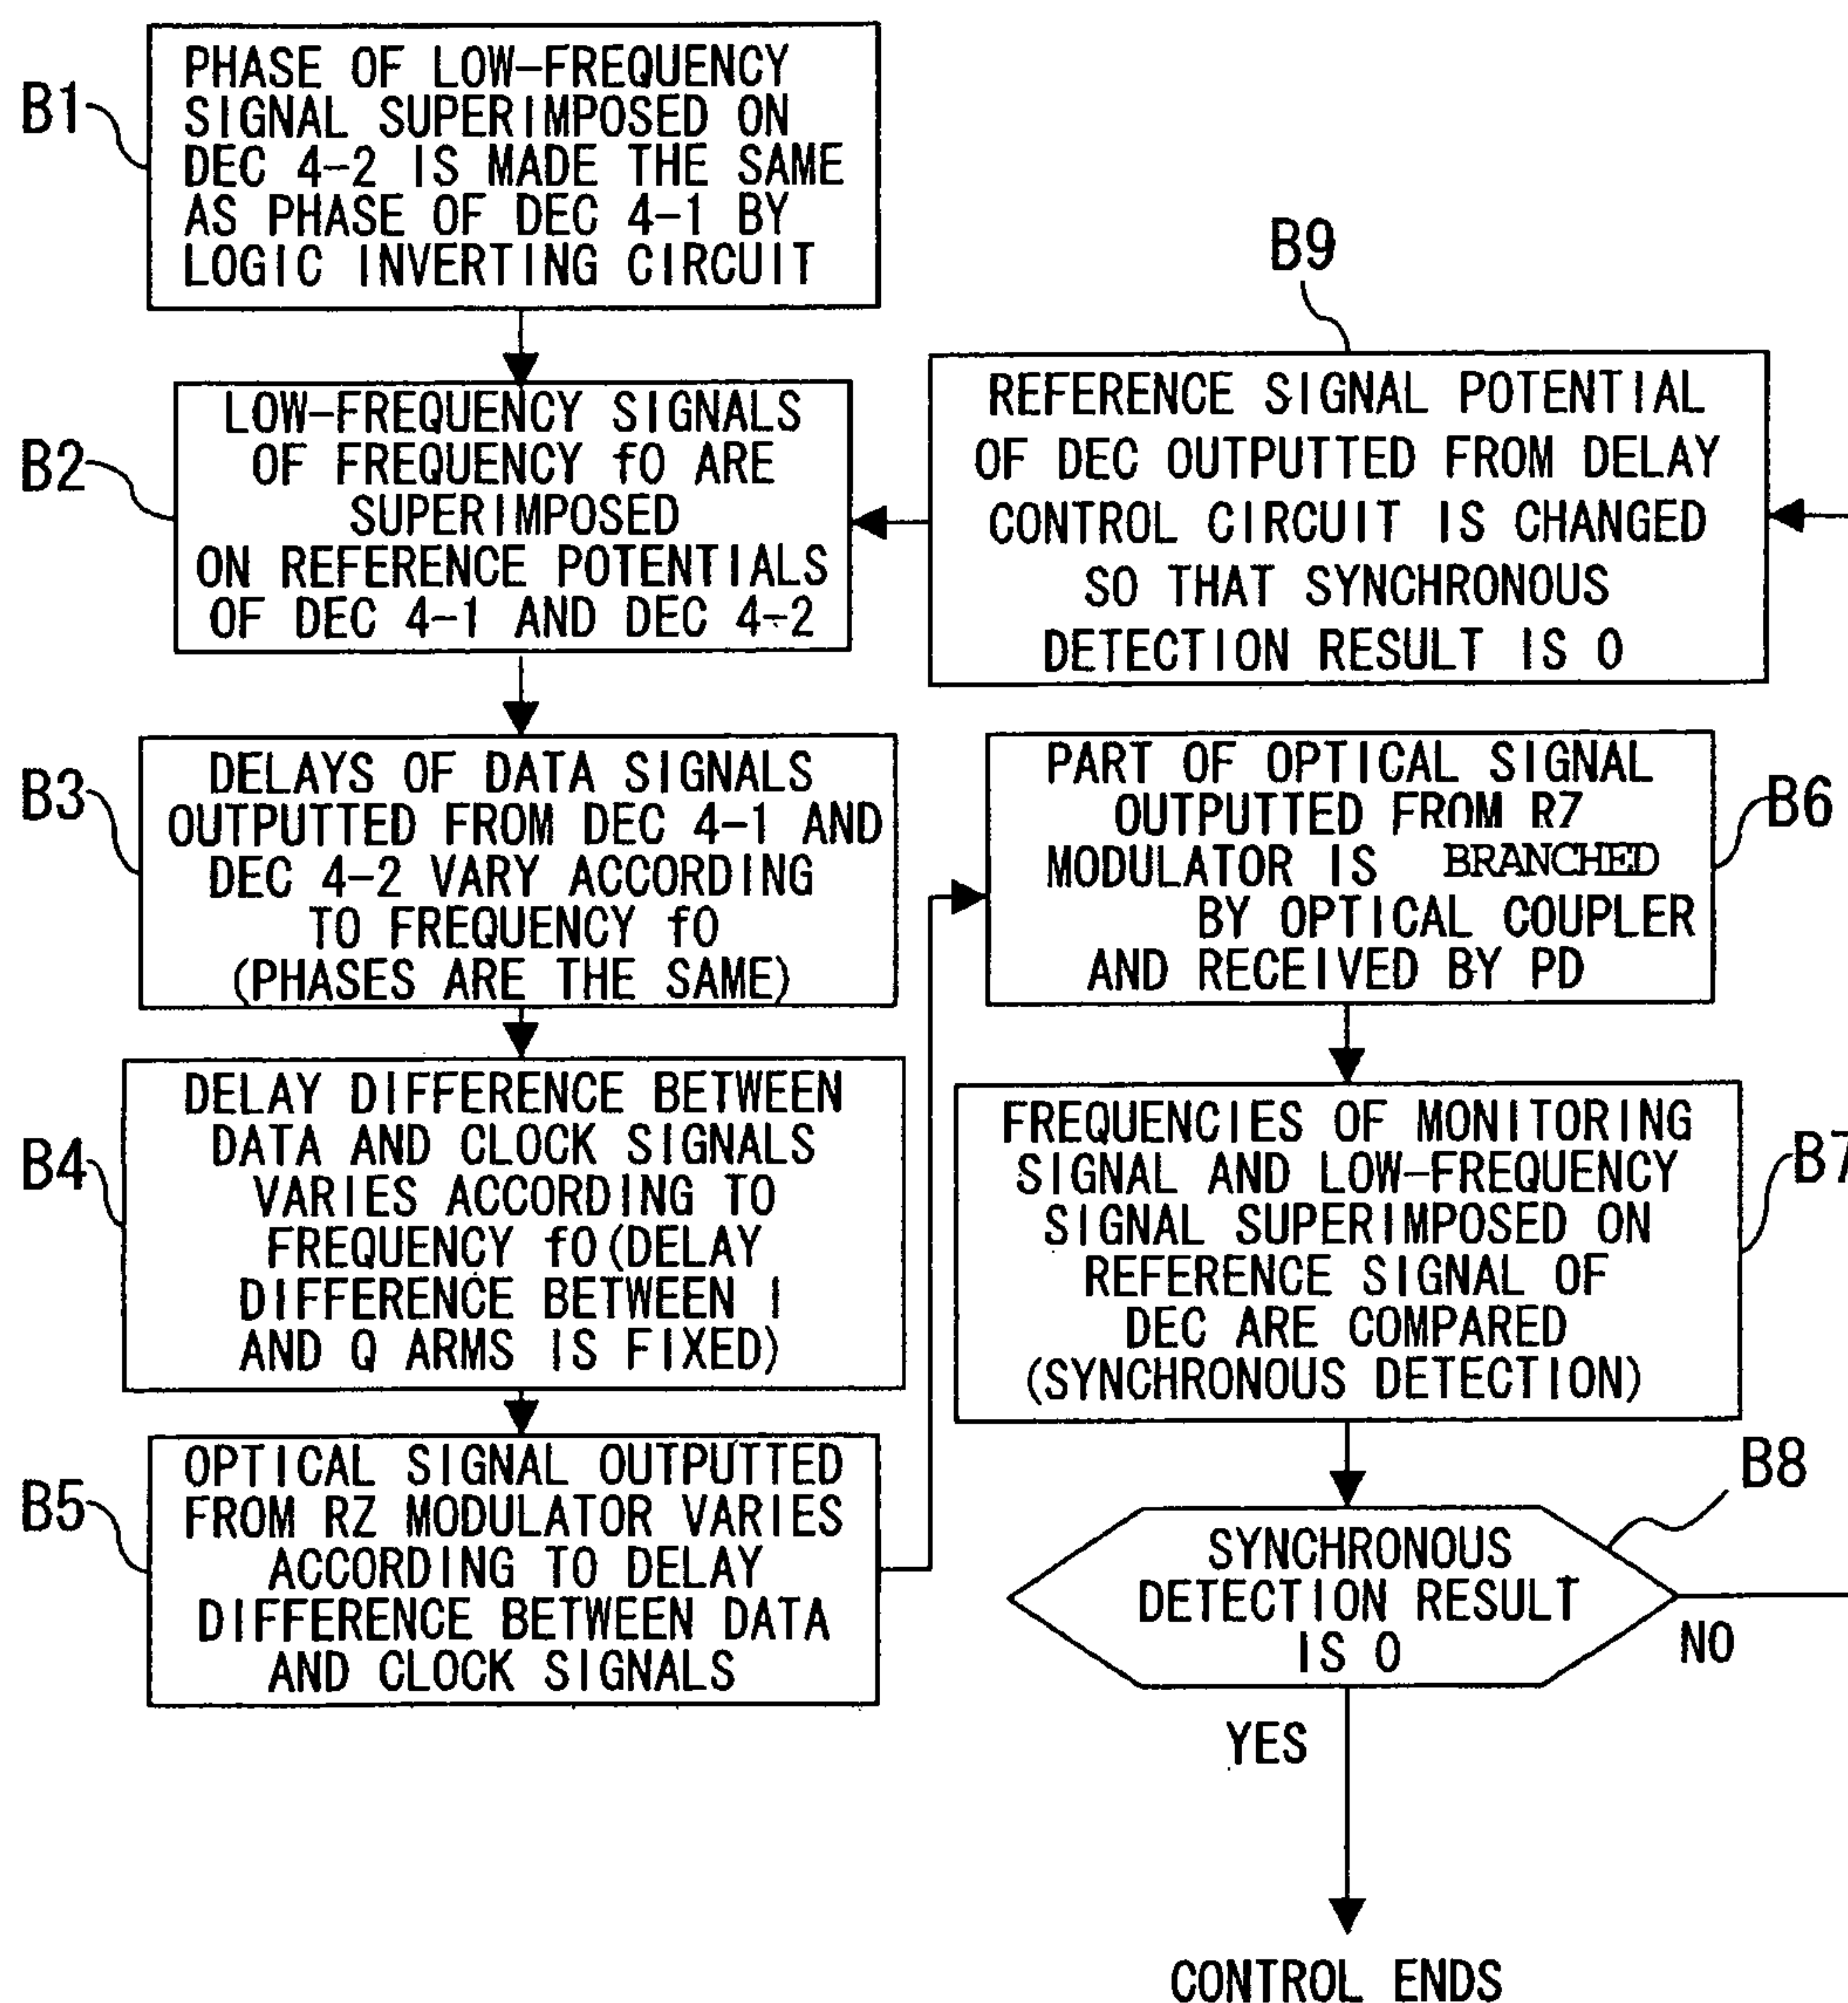 B1
PHASE OF LOW-FREQUENCY
SIGNAL SUPERIMPOSED ON
DEC 4-2 IS MADE THE SAME
AS PHASE OF DEC 4-1 BY
LOGIC INVERTING CIRCUIT
B2
LOW-FREQUENCY SIGNALS
OF FREQUENCY f0 ARE
SUPERIMPOSED
ON REFERENCE POTENTIALS
OF DEC 4-1 AND DEC 4-2
B3
DELAYS OF DATA SIGNALS
OUTPUTTED FROM DEC 4-1 AND
DEC 4-2 VARY ACCORDING
TO FREQUENCY f0
(PHASES ARE THE SAME)
B4
DELAY DIFFERENCE BETWEEN
DATA AND CLOCK SIGNALS
VARIES ACCORDING TO
FREQUENCY f0(DELAY
DIFFERENCE BETWEEN I
AND Q ARMS IS FIXED)
B5
OPTICAL SIGNAL OUTPUTTED
FROM RZ MODULATOR VARIES
ACCORDING TO DELAY
DIFFERENCE BETWEEN DATA
AND CLOCK SIGNALS
B9
REFERENCE SIGNAL POTENTIAL
OF DEC OUTPUTTED FROM DELAY
CONTROL CIRCUIT IS CHANGED
SO THAT SYNCHRONOUS
DETECTION RESULT IS 0
B6
PART OF OPTICAL SIGNAL
OUTPUTTED FROM RZ
MODULATOR IS BRANCHED
BY OPTICAL COUPLER
AND RECEIVED BY PD
B7
FREQUENCIES OF MONITORING
SIGNAL AND LOW-FREQUENCY
SIGNAL SUPERIMPOSED ON
REFERENCE SIGNAL OF
DEC ARE COMPARED
(SYNCHRONOUS DETECTION)
B8
SYNCHRONOUS
DETECTION RESULT
IS 0
NO
YES
CONTROL ENDS